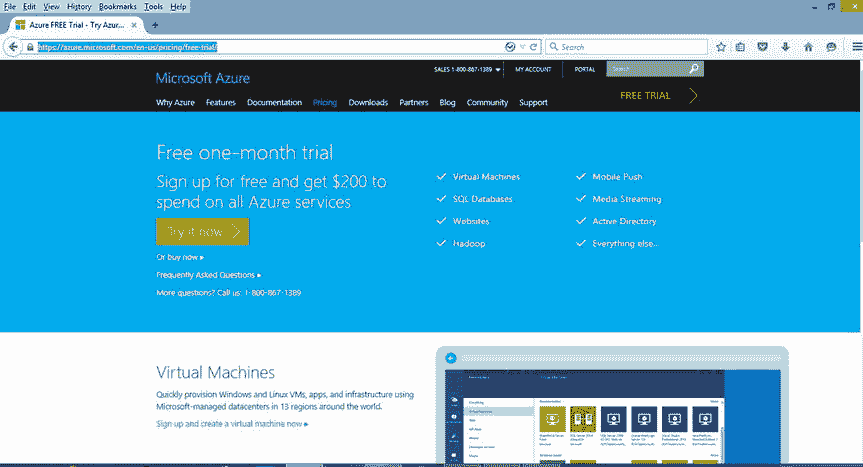 File Edit View History Bookmarks Tools Help
Azure FREE Trial - Try Azur...
https://azure.microsoft.com/en-us/pricing/free-trial/
Search
SALES 1-800-867-1389 MY ACCOUNT PORTAL Search
Microsoft Azure
FREE TRIAL
Why Azure Features Documentation Pricing Downloads Partners Blog Community Support
Free one-month trial
Sign up for free and get $200 to
spend on all Azure services
Try it now
Or buy now
Frequently Asked Questions
More questions? Call us: 1-800-867-1389
Virtual Machines
SQL Databases
Websites
Hadoop
Mobile Push
Media Streaming
Active Directory
Everything else...
Virtual Machines
Quickly provision Windows and Linux VMs, apps, and infrastructure using
Microsoft-managed datacenters in 13 regions around the world.
Sign up and create a virtual machine now